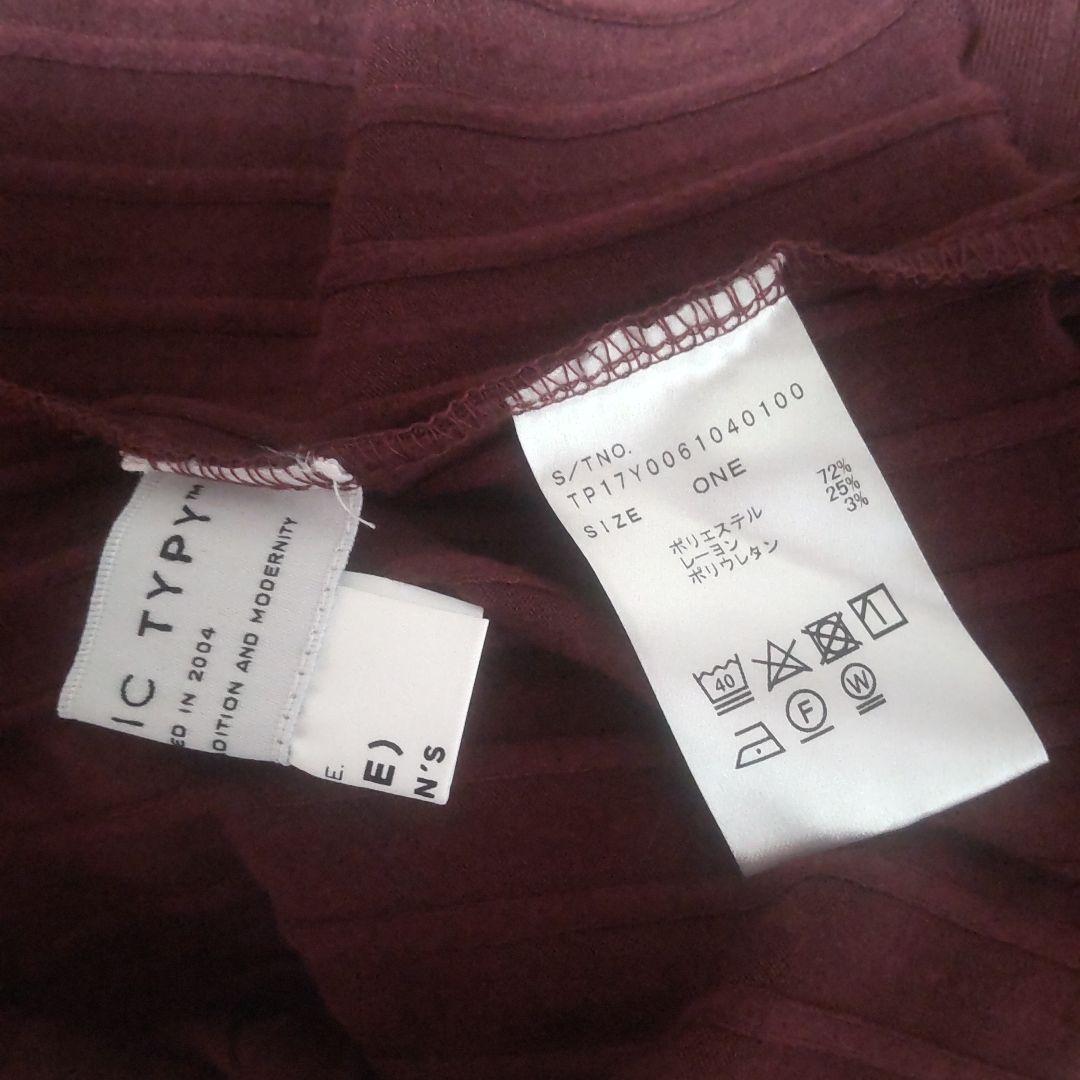 IC TYPY™
ED IN 2004
DITION AND MODERNITY
E.
E)
N'S
S/TNO.
TP17Y0061040100
SIZE ONE
ポリエステル 72%
レーヨン 25%
ポリウレタン 3%
40
F
W